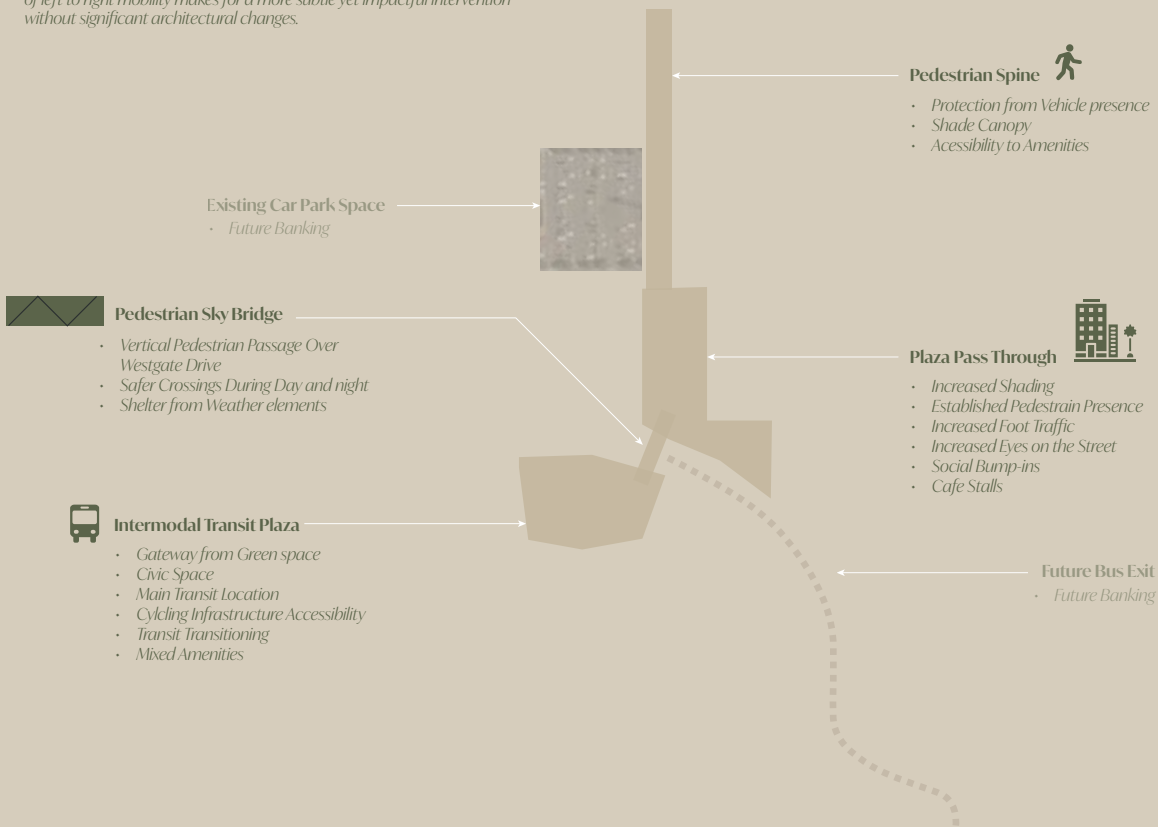 of left to right mobility makes for a more subtle yet impactful intervention
without significant architectural changes.
Pedestrian Spine
• Protection from Vehicle presence
• Shade Canopy
• Acessibility to Amenities
Existing Car Park Space
• Future Banking
Pedestrian Sky Bridge
• Vertical Pedestrian Passage Over
Westgate Drive
• Safer Crossings During Day and night
• Shelter from Weather elements
Plaza Pass Through
• Increased Shading
• Established Pedestrain Presence
• Increased Foot Traffic
• Increased Eyes on the Street
• Social Bump-ins
• Cafe Stalls
Intermodal Transit Plaza
• Gateway from Green space
• Civic Space
• Main Transit Location
• Cylcling Infrastructure Accessibility
• Transit Transitioning
• Mixed Amenities
Future Bus Exit
• Future Banking